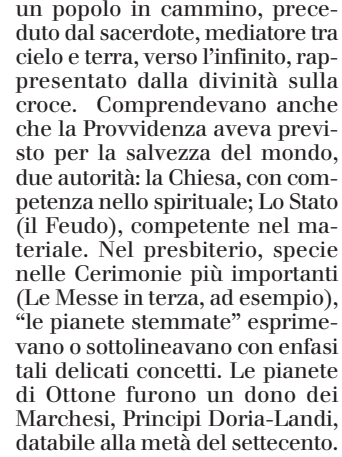 un popolo in cammino, prece-
duto dal sacerdote, mediatore tra
cielo e terra, verso l’infinito, rap-
presentato dalla divinità sulla
croce. Comprendevano anche
che la Provvidenza aveva previ-
sto per la salvezza del mondo,
due autorità: la Chiesa, con com-
petenza nello spirituale; Lo Stato
(il Feudo), competente nel ma-
teriale. Nel presbiterio, specie
nelle Cerimonie più importanti
(Le Messe in terza, ad esempio),
“le pianete stemmate” esprime-
vano o sottolineavano con enfasi
tali delicati concetti. Le pianete
di Ottone furono un dono dei
Marchesi, Principi Doria-Landi,
databile alla metà del settecento.